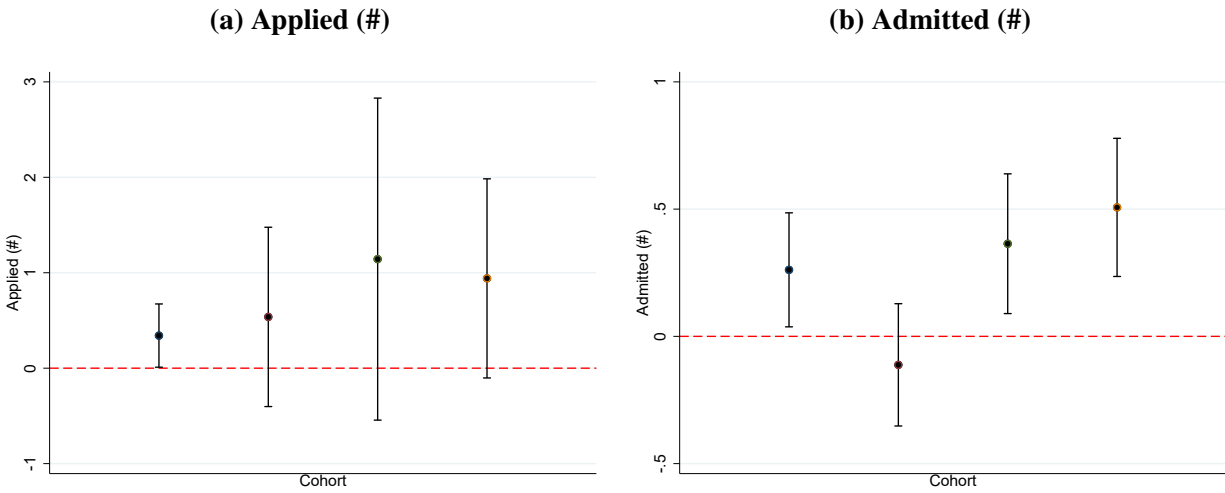 (a) Applied (#)
3
2
1
0
-1
Applied (#)
Cohort
(b) Admitted (#)
1
.5
0
-.5
Admitted (#)
Cohort